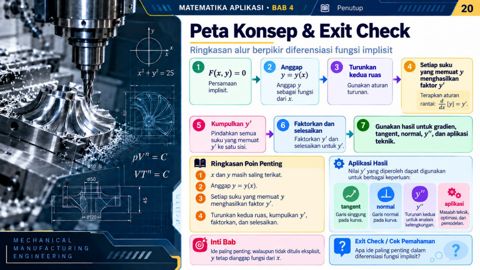 MATEMATIKA APLIKASI • BAB 4
Penutup
20
Peta Konsep & Exit Check
Ringkasan alur berpikir diferensiasi fungsi implisit
x² + y² = 25
pVⁿ = C
VTⁿ = C
MECHANICAL
MANUFACTURING
ENGINEERING
1
F(x, y) = 0
Persamaan
implisit.
2
Anggap
y = y(x)
Anggap y
sebagai fungsi
dari x.
3
Turunkan
kedua ruas
Gunakan aturan
turunan.
4
Setiap suku
yang memuat y
menghasilkan
faktor y′
Terapkan aturan
rantai: d/dx [y] = y′.
5
Kumpulkan y′
Pindahkan semua
suku yang memuat
y′ ke satu sisi.
6
Faktorkan dan
selesaikan
Faktorkan y′ dan
selesaikan untuk y′.
7
Gunakan hasil untuk gradien,
tangent, normal, y″, dan aplikasi
teknik.
Ringkasan Poin Penting
1 x dan y masih saling terikat.
2 Anggap y = y(x).
3 Setiap suku yang memuat y
menghasilkan faktor y′.
4 Turunkan kedua ruas, kumpulkan y′,
faktorkan, dan selesaikan.
Aplikasi Hasil
Nilai y′ yang diperoleh dapat digunakan
untuk berbagai keperluan:
tangent
Garis singgung
pada kurva.
normal
Garis normal
pada kurva.
y″
y″
Turunan kedua
untuk analisis
kelengkungan.
aplikasi
Masalah teknik,
optimasi, dan
pemodelan.
Inti Bab
Ide paling penting, walaupun tidak ditulis eksplisit,
y tetap dianggap fungsi dari x.
Exit Check / Cek Pemahaman
Apa ide paling penting dalam
diferensiasi fungsi implisit?